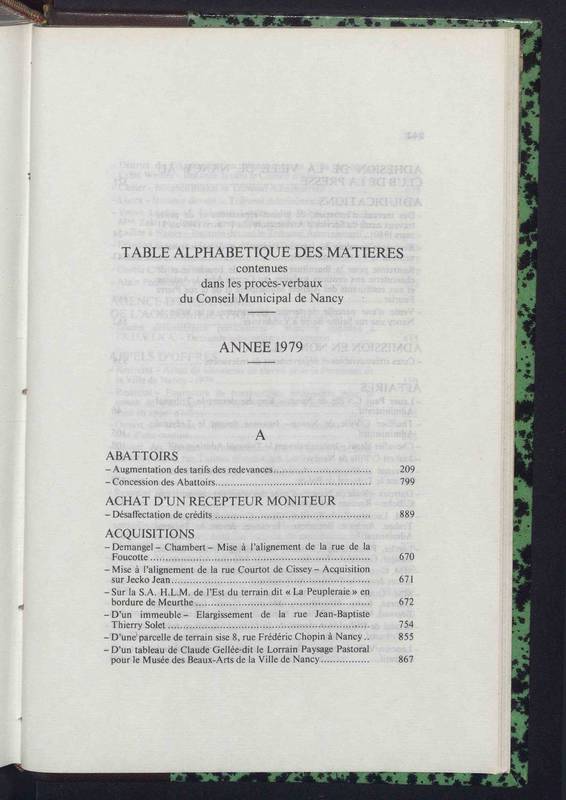 TABLE ALPHABETIQUE DES MATIERES
contenues
dans les procès-verbaux
du Conseil Municipal de Nancy
ANNEE 1979
A
ABATTOIRS
– Augmentation des tarifs des redevances.............................. 209
– Concession des Abattoirs.............................................. 799
ACHAT D'UN RECEPTEUR MONITEUR
– Désaffectation de crédits .............................................. 889
ACQUISITIONS
– Demangel – Chambert – Mise à l'alignement de la rue de la
Foucotte ................................................................ 670
– Mise à l'alignement de la rue Courtot de Cissey – Acquisition
sur Jecko Jean.......................................................... 671
– Sur la S.A. H.L.M. de l'Est du terrain dit « La Peupleraie » en
bordure de Meurthe .................................................. 672
– D'un immeuble – Elargissement de la rue Jean-Baptiste
Thierry Solet ........................................................... 754
– D'une parcelle de terrain sise 8, rue Frédéric Chopin à Nancy .. 855
– D'un tableau de Claude Gellée-dit le Lorrain Paysage Pastoral
pour le Musée des Beaux-Arts de la Ville de Nancy............... 867